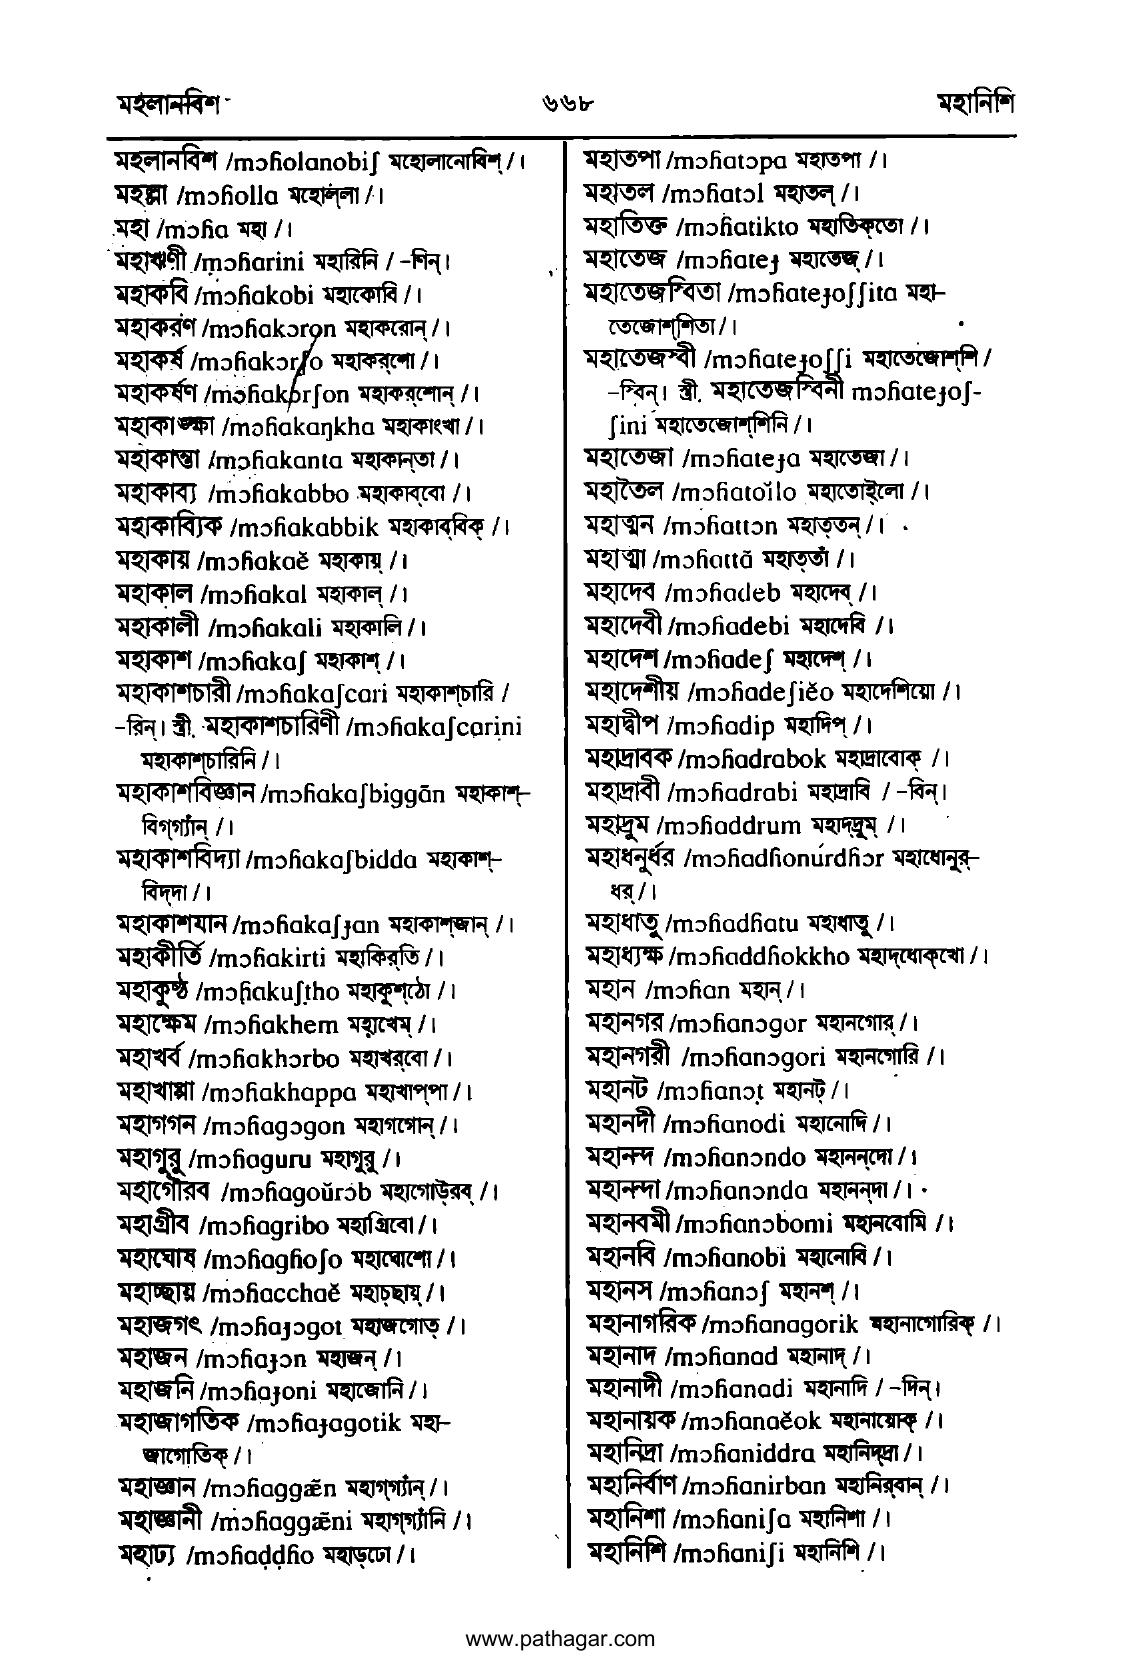 মহলানবিশ ৬৬৮ মহানিশি
মহলানবিশ /mɔɦolanobiʃ মহোলানোবিশ্ /।
মহল্লা /mɔɦolla মহোল্‌লা /।
মহা /mɔɦa মহা /।
মহাঋণী /mɔɦarini মহারিনি / -ণিন্।
মহাকবি /mɔɦakobi মহাকোবি /।
মহাকরণ /mɔɦakɔron মহাকরোন্ /।
মহাকর্ষ /mɔɦakɔrʃo মহাকর্‌শো /।
মহাকর্ষণ /mɔɦakɔrʃon মহাকর্‌শোন্ /।
মহাকাঙ্ক্ষা /mɔɦakaŋkha মহাকাংখা /।
মহাকান্তা /mɔɦakanta মহাকান্‌তা /।
মহাকাব্য /mɔɦakabbo মহাকাব্‌বো /।
মহাকাব্যিক /mɔɦakabbik মহাকাব্‌বিক্ /।
মহাকায় /mɔɦakaĕ মহাকায়্ /।
মহাকাল /mɔɦakal মহাকাল্ /।
মহাকালী /mɔɦakali মহাকালি /।
মহাকাশ /mɔɦakaʃ মহাকাশ্ /।
মহাকাশচারী /mɔɦakaʃcari মহাকাশ্‌চারি /
-রিন্। স্ত্রী. মহাকাশচারিণী /mɔɦakaʃcarini
মহাকাশ্‌চারিনি /।
মহাকাশবিজ্ঞান /mɔɦakaʃbiggãn মহাকাশ্‌-
বিগ্‌গ্যাঁন্ /।
মহাকাশবিদ্যা /mɔɦakaʃbidda মহাকাশ্‌-
বিদ্‌দা /।
মহাকাশযান /mɔɦakaʃɟan মহাকাশ্‌জান্ /।
মহাকীর্তি /mɔɦakirti মহাকির্‌তি /।
মহাকুষ্ঠ /mɔɦakuʃtho মহাকুশ্‌ঠো /।
মহাক্ষেম /mɔɦakhem মহাখেম্ /।
মহাখর্ব /mɔɦakhɔrbo মহাখর্‌বো /।
মহাখাপ্পা /mɔɦakhappa মহাখাপ্‌পা /।
মহাগগন /mɔɦagɔgon মহাগগোন্ /।
মহাগুরু /mɔɦaguru মহাগুরু /।
মহাগৌরব /mɔɦagoŭrɔb মহাগোউ্‌রব্ /।
মহাগ্রীব /mɔɦagribo মহাগ্রিবো /।
মহাঘোষ /mɔɦagɦoʃo মহাঘোশো /।
মহাচ্ছায় /mɔɦacchaĕ মহাচ্‌ছায়্ /।
মহাজগৎ /mɔɦaɟɔgot মহাজগোত্ /।
মহাজন /mɔɦaɟɔn মহাজন্ /।
মহাজনি /mɔɦaɟoni মহাজোনি /।
মহাজাগতিক /mɔɦaɟagotik মহা-
জাগোতিক্ /।
মহাজ্ঞান /mɔɦaggæ̃n মহাগ্‌গ্যাঁন্ /।
মহাজ্ঞানী /mɔɦaggæ̃ni মহাগ্‌গ্যাঁনি /।
মহাঢ্য /mɔɦaḍḍɦo মহাড্‌ঢো /।
মহাতপা /mɔɦatɔpa মহাতপা /।
মহাতল /mɔɦatɔl মহাতল্ /।
মহাতিক্ত /mɔɦatikto মহাতিক্‌তো /।
মহাতেজ /mɔɦateɟ মহাতেজ্ /।
মহাতেজস্বিতা /mɔɦateɟoʃʃita মহা-
তেজোশ্‌শিতা /।
মহাতেজস্বী /mɔɦateɟoʃʃi মহাতেজোশ্‌শি /
-স্বিন্। স্ত্রী. মহাতেজস্বিনী mɔɦateɟoʃ-
ʃini মহাতেজোশ্‌শিনি /।
মহাতেজা /mɔɦateɟa মহাতেজা /।
মহাতৈল /mɔɦatoĭlo মহাতোই্‌লো /।
মহাত্মন /mɔɦattɔn মহাত্‌তন্ /।
মহাত্মা /mɔɦattã মহাত্‌তাঁ /।
মহাদেব /mɔɦadeb মহাদেব্ /।
মহাদেবী /mɔɦadebi মহাদেবি /।
মহাদেশ /mɔɦadeʃ মহাদেশ্ /।
মহাদেশীয় /mɔɦadeʃiĕo মহাদেশিয়ো /।
মহাদ্বীপ /mɔɦadip মহাদিপ্ /।
মহাদ্রাবক /mɔɦadrabok মহাদ্রাবোক্ /।
মহাদ্রাবী /mɔɦadrabi মহাদ্রাবি / -বিন্।
মহাদ্রুম /mɔɦaddrum মহাদ্‌দ্রুম্ /।
মহাধনুর্ধর /mɔɦadɦonúrdɦɔr মহাধোনুর্‌-
ধর্ /।
মহাধাতু /mɔɦadɦatu মহাধাতু /।
মহাধ্যক্ষ /mɔɦaddɦokkho মহাদ্‌ধোক্‌খো /।
মহান /mɔɦan মহান্ /।
মহানগর /mɔɦanɔgor মহানগোর্ /।
মহানগরী /mɔɦanɔgori মহানগোরি /।
মহানট /mɔɦanɔṭ মহানট্ /।
মহানদী /mɔɦanodi মহানোদি /।
মহানন্দ /mɔɦanɔndo মহানন্‌দো /।
মহানন্দা /mɔɦanɔnda মহানন্‌দা /।
মহানবমী /mɔɦanɔbomi মহানবোমি /।
মহানবি /mɔɦanobi মহানোবি /।
মহানস /mɔɦanɔʃ মহানশ্ /।
মহানাগরিক /mɔɦanagorik মহানাগোরিক্ /।
মহানাদ /mɔɦanad মহানাদ্ /।
মহানাদী /mɔɦanadi মহানাদি / -দিন্।
মহানায়ক /mɔɦanaĕok মহানায়োক্ /।
মহানিদ্রা /mɔɦaniddra মহানিদ্‌দ্রা /।
মহানির্বাণ /mɔɦanirban মহানির্‌বান্ /।
মহানিশা /mɔɦaniʃa মহানিশা /।
মহানিশি /mɔɦaniʃi মহানিশি /।
www.pathagar.com